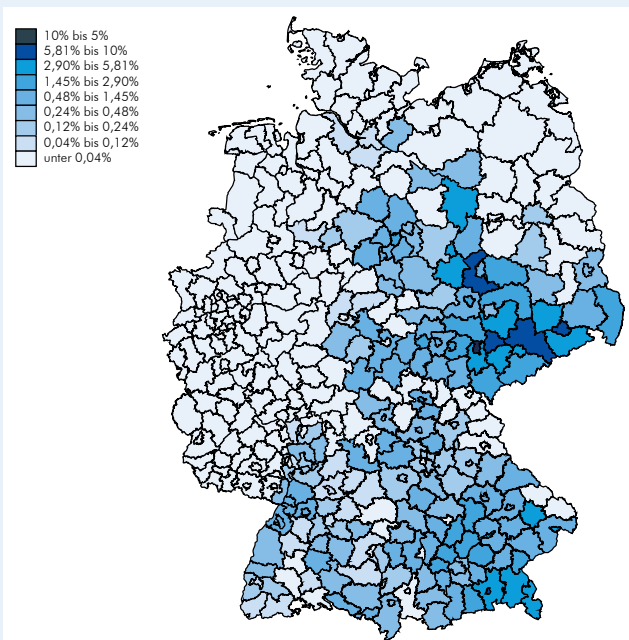 10% bis 5%
5,81% bis 10%
2,90% bis 5,81%
1,45% bis 2,90%
0,48% bis 1,45%
0,24% bis 0,48%
0,12% bis 0,24%
0,04% bis 0,12%
unter 0,04%